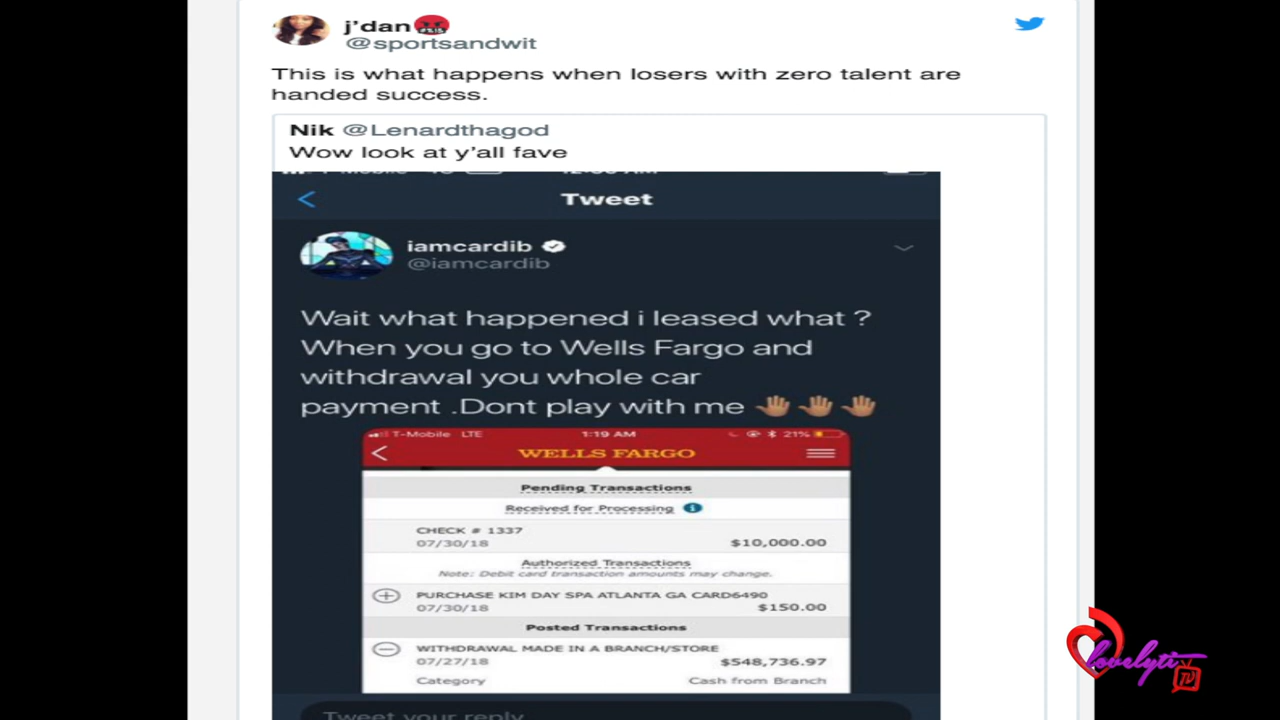 j'dan
@sportsandwit
This is what happens when losers with zero talent are
handed success.
Nik @Lenardthagod
Wow look at y'all fave
Tweet
iamcardib
@iamcardib
Wait what happened i leased what ?
When you go to Wells Fargo and
withdrawal you whole car
payment .Dont play with me
T-Mobile LTE 1:19 AM 21%
WELLS FARGO
Pending Transactions
Received for Processing
CHECK # 1337
07/30/18 $10,000.00
Authorized Transactions
Note: Debit card transaction amounts may change.
PURCHASE KIM DAY SPA ATLANTA GA CARD6490
07/30/18 $150.00
Posted Transactions
WITHDRAWAL MADE IN A BRANCH/STORE
07/27/18 $548,736.97
Category Cash from Branch
Tweet your reply
lovelyti
TV